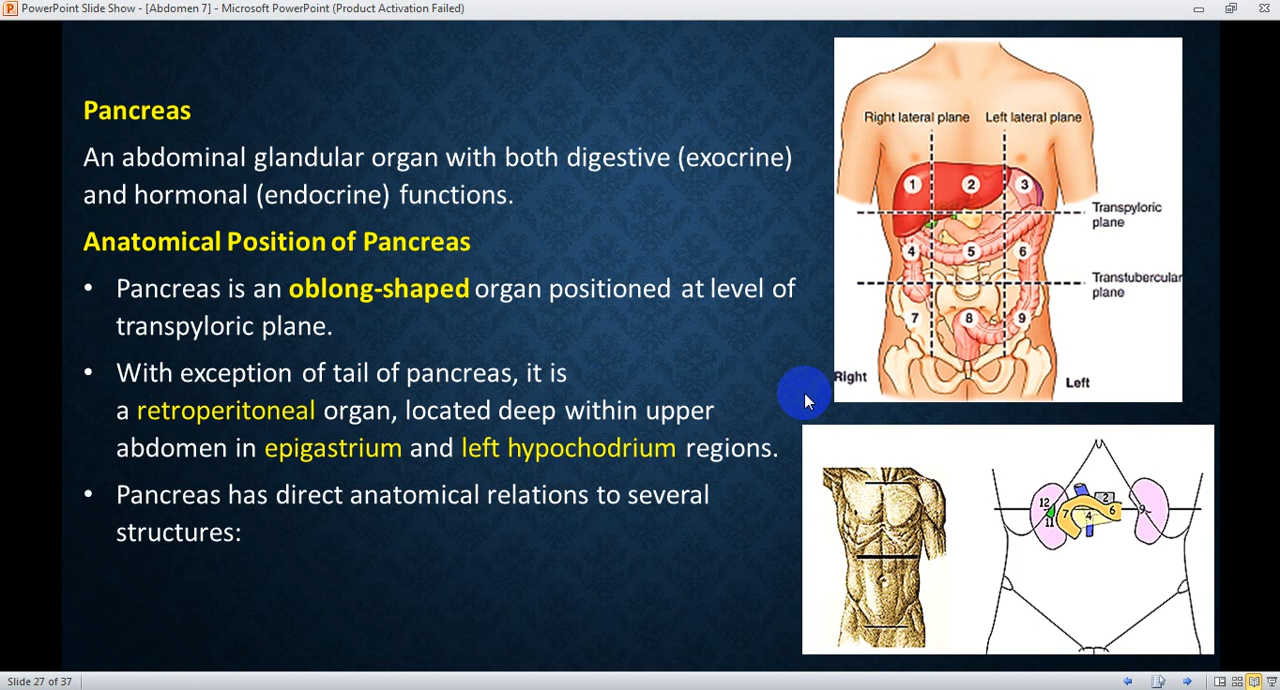 PowerPoint Slide Show - [Abdomen 7] - Microsoft PowerPoint (Product Activation Failed)
Pancreas
An abdominal glandular organ with both digestive (exocrine)
and hormonal (endocrine) functions.
Anatomical Position of Pancreas
• Pancreas is an oblong-shaped organ positioned at level of
transpyloric plane.
• With exception of tail of pancreas, it is
a retroperitoneal organ, located deep within upper
abdomen in epigastrium and left hypochodrium regions.
• Pancreas has direct anatomical relations to several
structures:
Right lateral plane Left lateral plane
1 2 3
Transpyloric
plane
4 5 6
Transtubercular
plane
7 8 9
Right Left
12 2
7 4 6 9
11
Slide 27 of 37